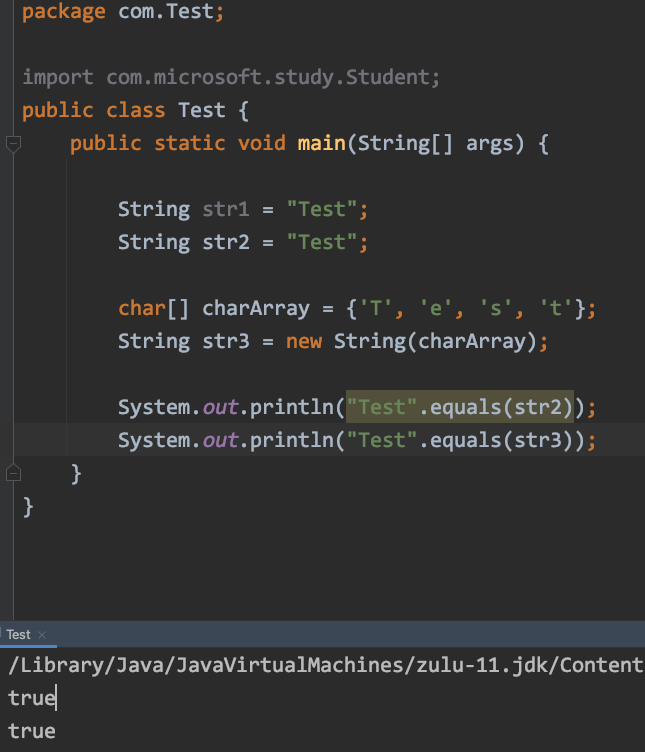 package com.Test;
import com.microsoft.study.Student;
public class Test {
public static void main(String[] args) {
String str1 = "Test";
String str2 = "Test";
char[] charArray = {'T', 'e', 's', 't'};
String str3 = new String(charArray);
System.out.println("Test".equals(str2));
System.out.println("Test".equals(str3));
}
}
Test ×
/Library/Java/JavaVirtualMachines/zulu-11.jdk/Content
true
true